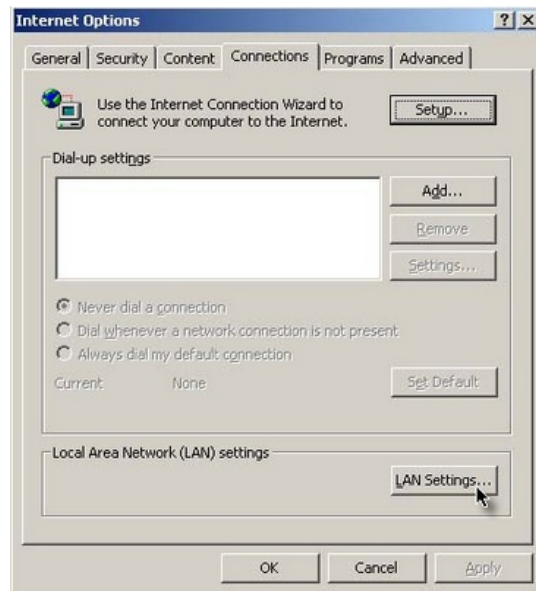 Internet Options
General Security Content Connections Programs Advanced
Use the Internet Connection Wizard to
connect your computer to the Internet.
Setup...
Dial-up settings
Add...
Remove
Settings...
Never dial a connection
Dial whenever a network connection is not present
Always dial my default connection
Current None
Set Default
Local Area Network (LAN) settings
LAN Settings...
OK Cancel Apply